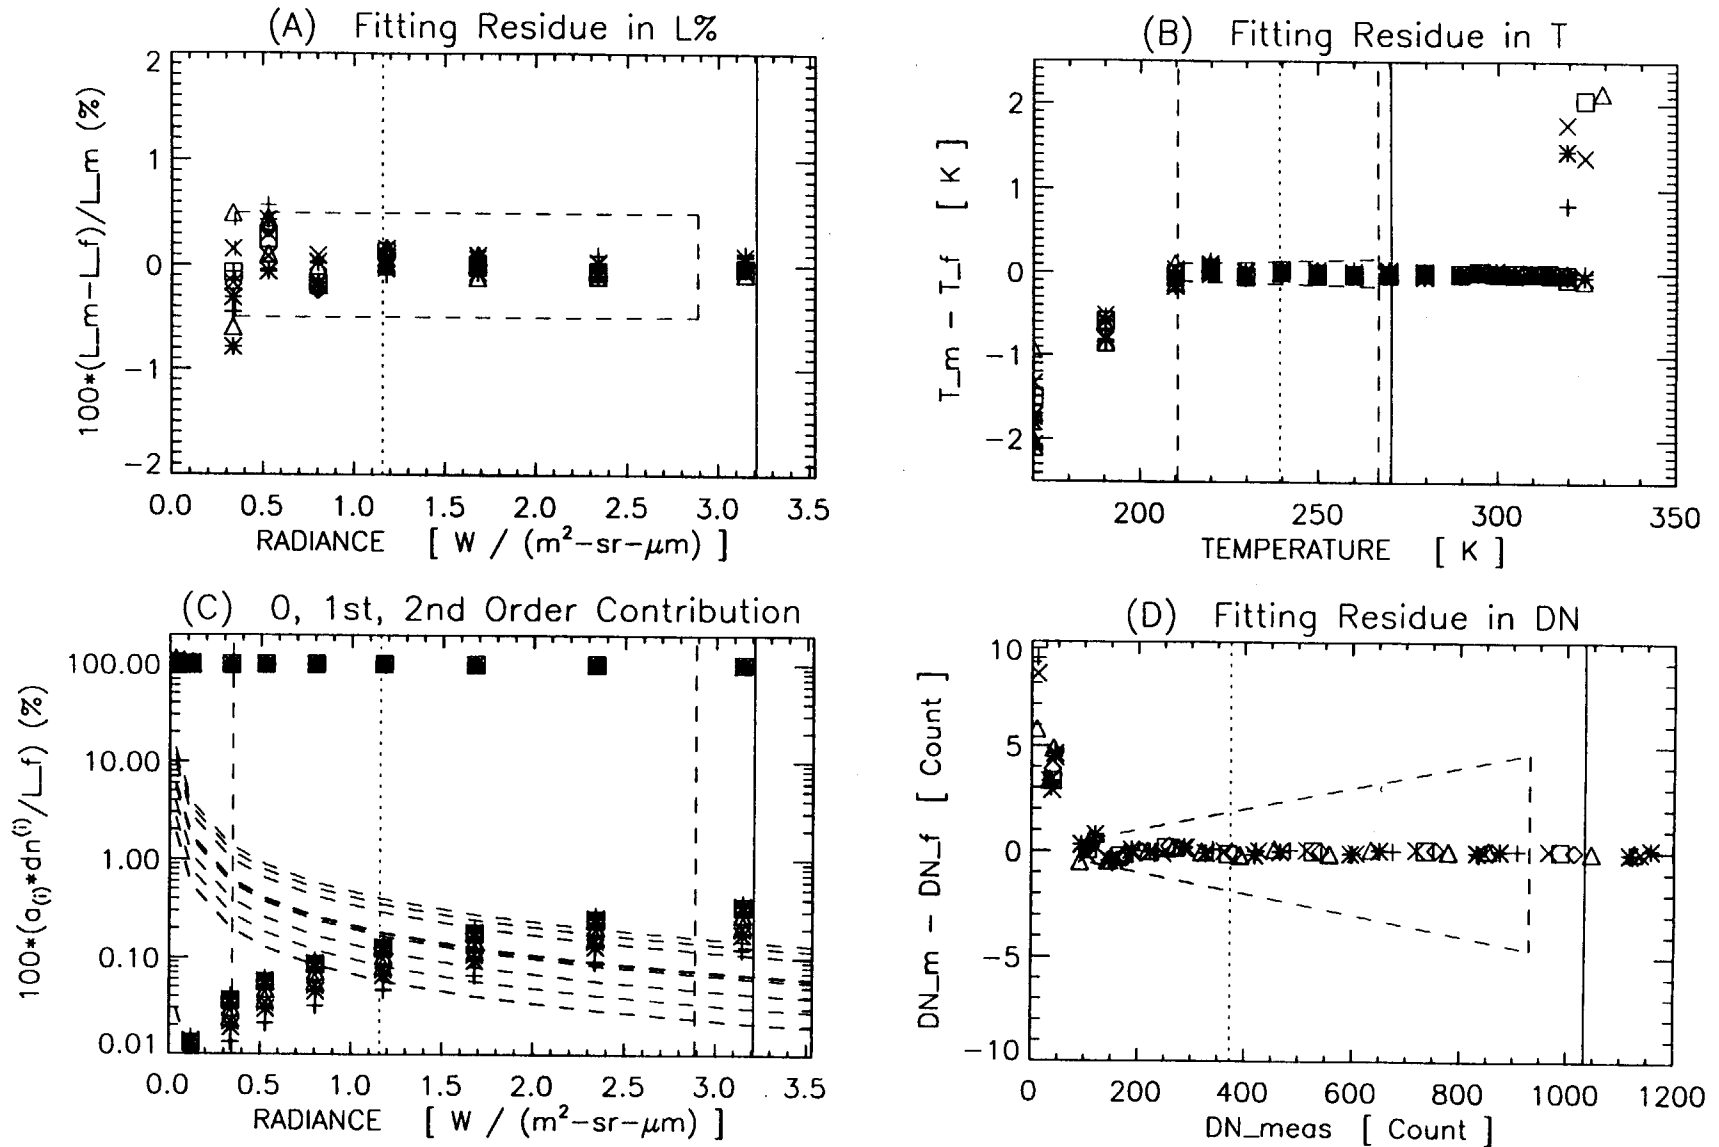 (A) Fitting Residue in L%
100*(L_m-L_f)/L_m (%)
2
1
0
-1
-2
0.0 0.5 1.0 1.5 2.0 2.5 3.0 3.5
RADIANCE [ W / (m²-sr-μm) ]
(B) Fitting Residue in T
T_m - T_f [ K ]
2
1
0
-1
-2
200 250 300 350
TEMPERATURE [ K ]
(C) 0, 1st, 2nd Order Contribution
100*(a₍ᵢ₎*dn⁽ⁱ⁾/L_f) (%)
100.00
10.00
1.00
0.10
0.01
0.0 0.5 1.0 1.5 2.0 2.5 3.0 3.5
RADIANCE [ W / (m²-sr-μm) ]
(D) Fitting Residue in DN
DN_m - DN_f [ Count ]
10
5
0
-5
-10
0 200 400 600 800 1000 1200
DN_meas [ Count ]